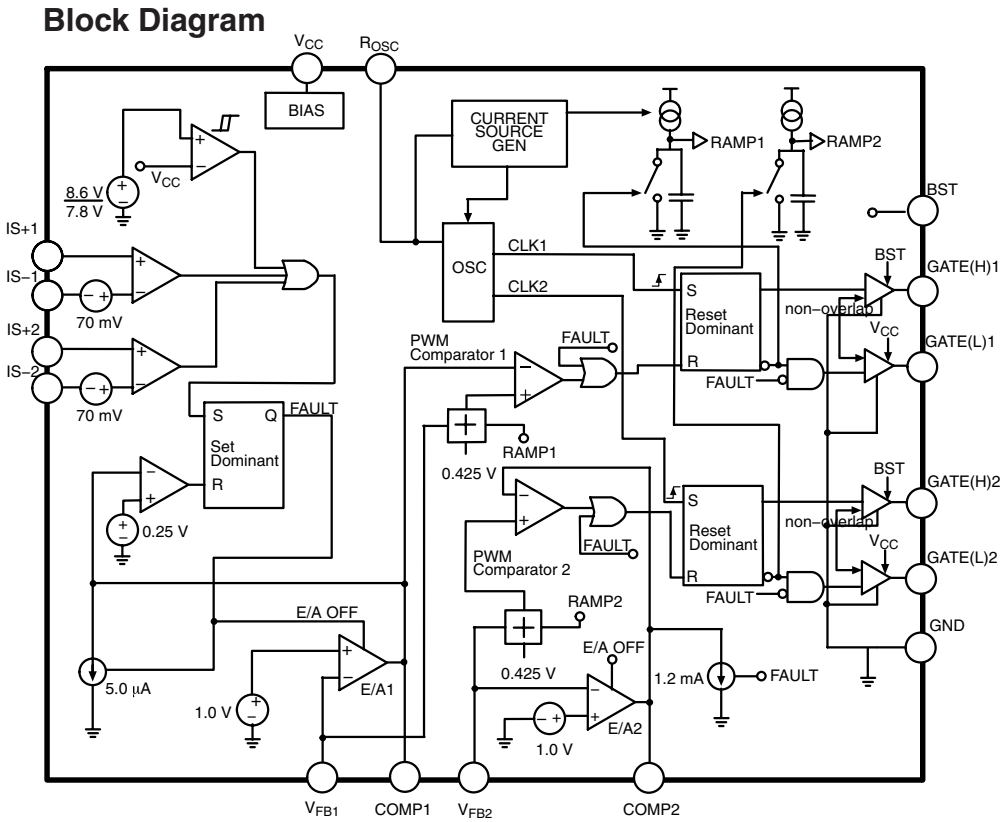 Block Diagram
VCC
ROSC
BIAS
CURRENT
SOURCE
GEN
RAMP1
RAMP2
+
−
VCC
8.6 V
7.8 V
+
−
BST
IS+1
IS−1
− +
70 mV
+
−
IS+2
IS−2
− +
70 mV
+
−
OSC
CLK1
CLK2
S
Reset
Dominant
R
FAULT
non−overlap
BST
GATE(H)1
VCC
GATE(L)1
PWM
Comparator 1
FAULT
−
+
+
RAMP1
0.425 V
S
Q
FAULT
Set
Dominant
R
−
+
+
−
0.25 V
−
+
PWM
Comparator 2
FAULT
S
Reset
Dominant
R
FAULT
non−overlap
BST
GATE(H)2
VCC
GATE(L)2
+
RAMP2
0.425 V
GND
E/A OFF
+
−
E/A1
5.0 µA
1.0 V
+
−
E/A OFF
−
+
E/A2
− +
1.0 V
1.2 mA
FAULT
VFB1
COMP1
VFB2
COMP2